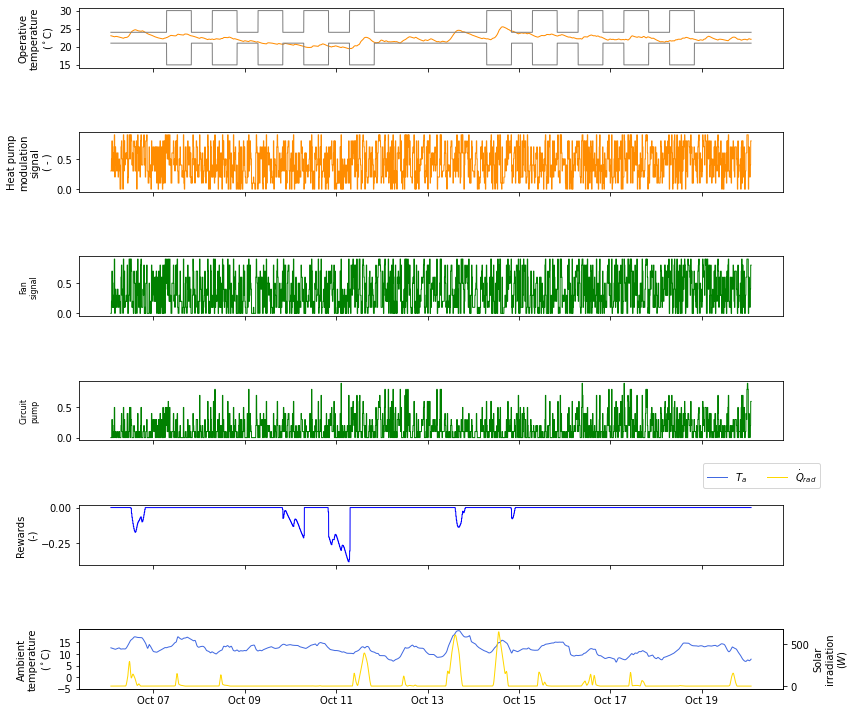 Operative
temperature
(°C)
30
25
20
15
Heat pump
modulation
signal
( - )
0.5
0.0
Fan
signal
0.5
0.0
Circuit
pump
0.5
0.0
T_a
Q̇_rad
Rewards
(-)
0.00
−0.25
Ambient
temperature
(°C)
15
10
5
0
−5
500
0
Solar
irradiation
(W)
Oct 07
Oct 09
Oct 11
Oct 13
Oct 15
Oct 17
Oct 19